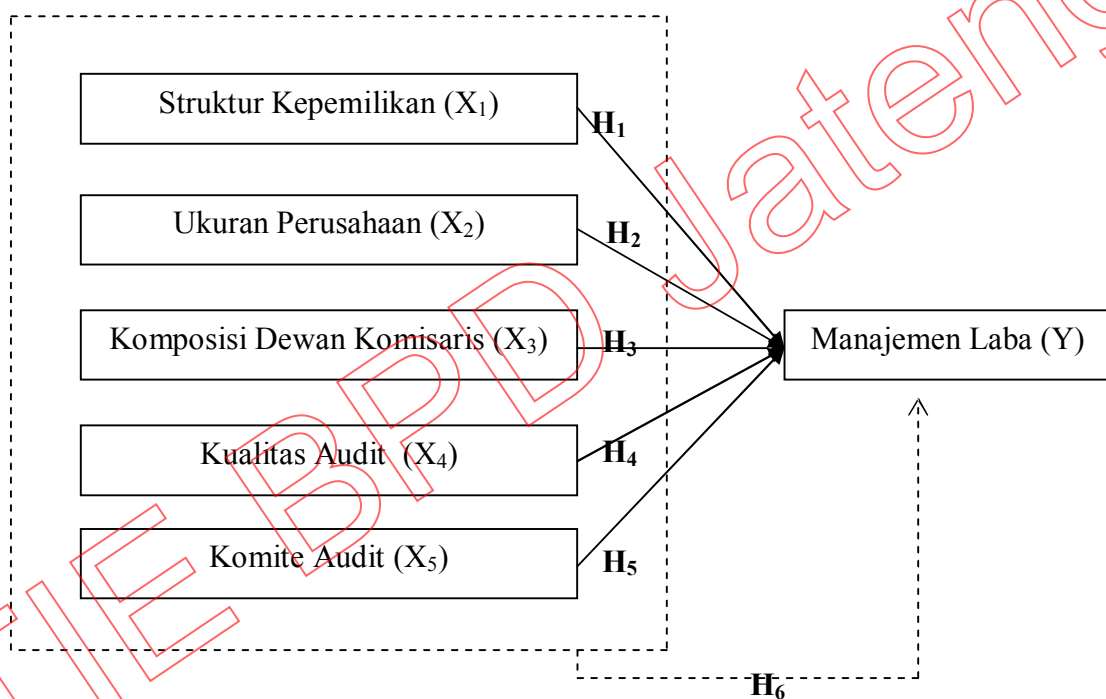 Struktur Kepemilikan (X₁)
H₁
Ukuran Perusahaan (X₂)
H₂
Komposisi Dewan Komisaris (X₃)
H₃
Manajemen Laba (Y)
Kualitas Audit (X₄)
H₄
Komite Audit (X₅)
H₅
H₆
TIE BPD Jateng